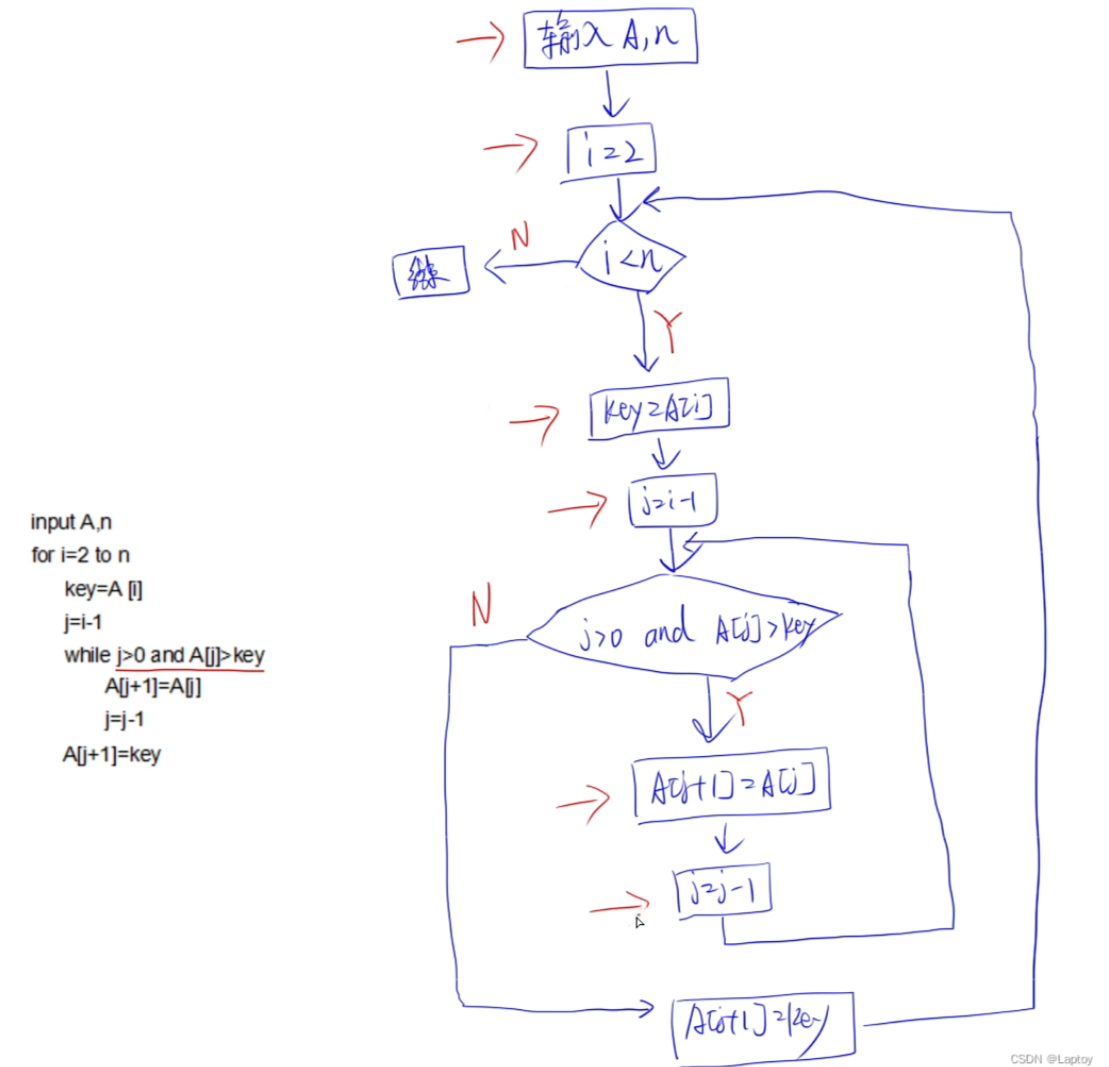 input A,n
for i=2 to n
key=A [i]
j=i-1
while j>0 and A[j]>key
A[j+1]=A[j]
j=j-1
A[j+1]=key
输入 A,n
i=2
i<n
N
结束
Y
key=A[i]
j=i-1
N
j>0 and A[j]>key
Y
A[j+1]=A[j]
j=j-1
A[j+1]=key
CSDN @Laptoy